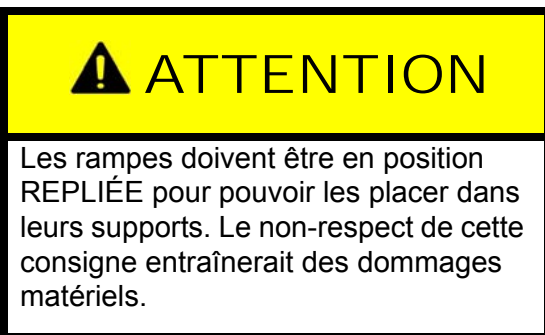 ATTENTION
Les rampes doivent être en position
REPLIÉE pour pouvoir les placer dans
leurs supports. Le non-respect de cette
consigne entraînerait des dommages
matériels.